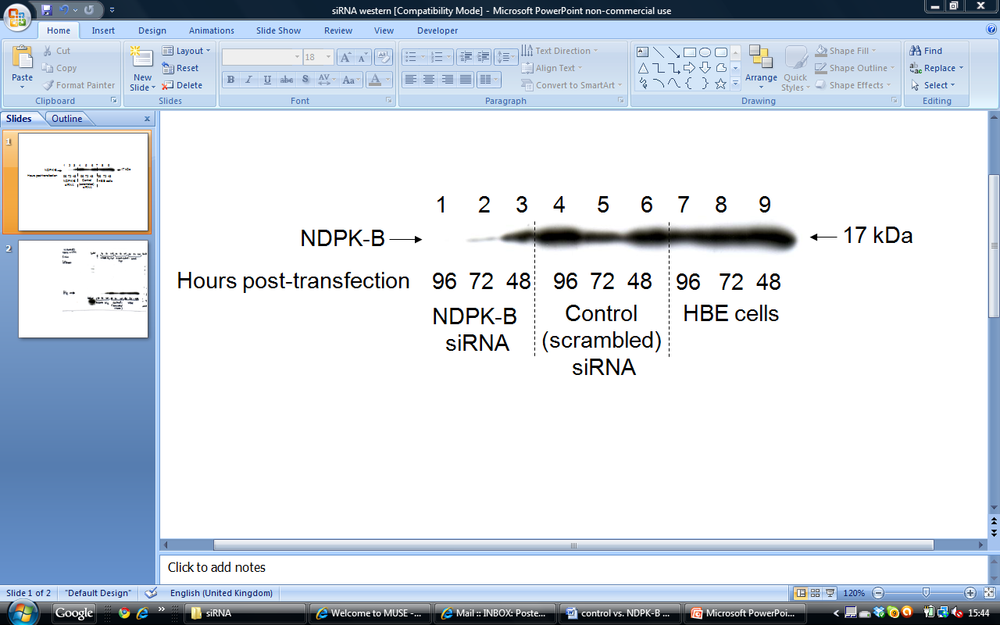 siRNA western [Compatibility Mode] - Microsoft PowerPoint non-commercial use
Home Insert Design Animations Slide Show Review View Developer
Paste
Cut
Copy
Format Painter
Clipboard
New Slide
Layout
Reset
Delete
Slides
18
B I U abc S AV Aa A
Font
Paragraph
Text Direction
Align Text
Convert to SmartArt
Arrange
Quick Styles
Shape Fill
Shape Outline
Shape Effects
Drawing
Find
Replace
Select
Editing
Slides Outline x
1
2
1 2 3 4 5 6 7 8 9
NDPK-B 17 kDa
Hours post-transfection 96 72 48 96 72 48 96 72 48
NDPK-B
siRNA
Control
(scrambled)
siRNA
HBE cells
Click to add notes
Slide 1 of 2 "Default Design" English (United Kingdom) 120%
Google siRNA Welcome to MUSE -... Mail :: INBOX: Poste... control vs. NDPK-B ... Microsoft PowerPoi... 15:44